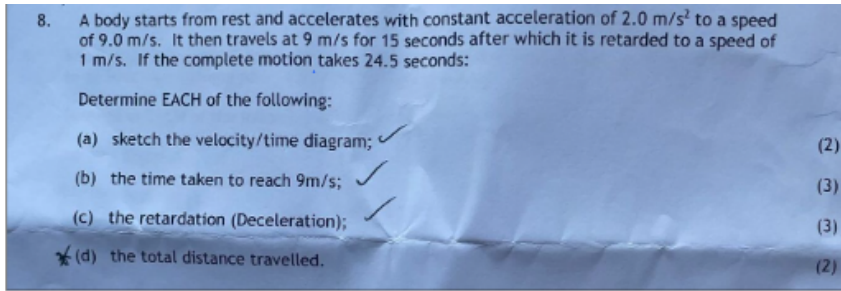 8. A body starts from rest and accelerates with constant acceleration of 2.0 m/s² to a speed
of 9.0 m/s. It then travels at 9 m/s for 15 seconds after which it is retarded to a speed of
1 m/s. If the complete motion takes 24.5 seconds:
Determine EACH of the following:
(a) sketch the velocity/time diagram; ✓ (2)
(b) the time taken to reach 9m/s; ✓ (3)
(c) the retardation (Deceleration); ✓ (3)
*(d) the total distance travelled. (2)